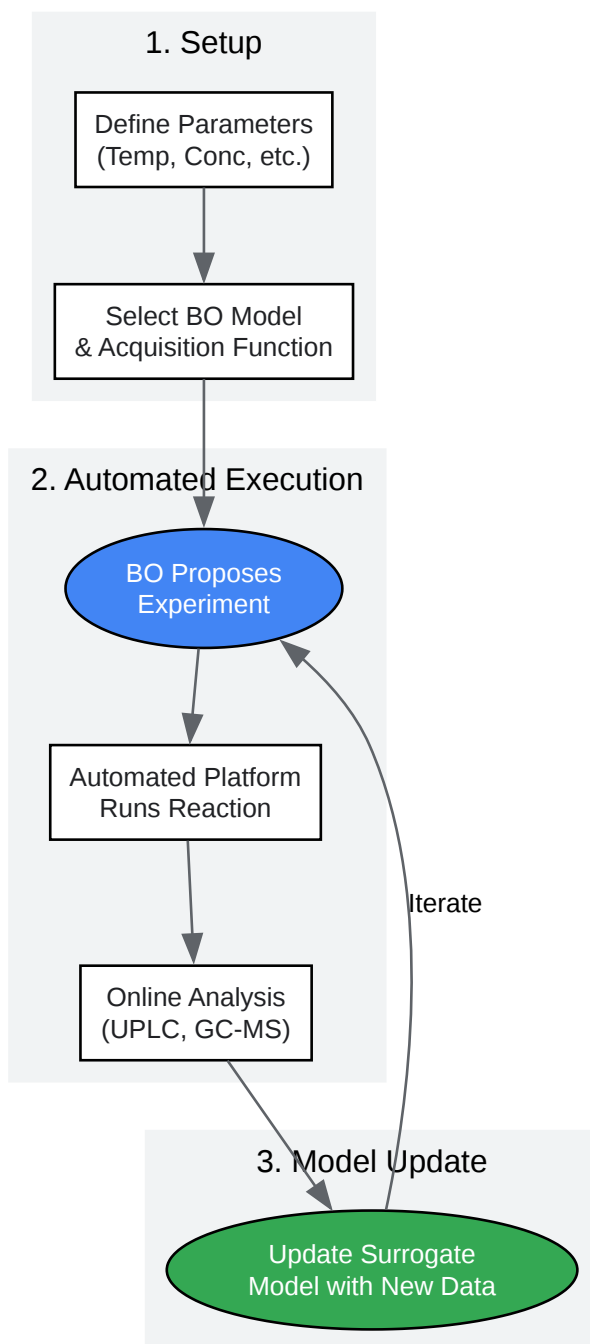 1. Setup
Define Parameters
(Temp, Conc, etc.)
Select BO Model
& Acquisition Function
2. Automated Execution
BO Proposes
Experiment
Automated Platform
Runs Reaction
Iterate
Online Analysis
(UPLC, GC-MS)
3. Model Update
Update Surrogate
Model with New Data